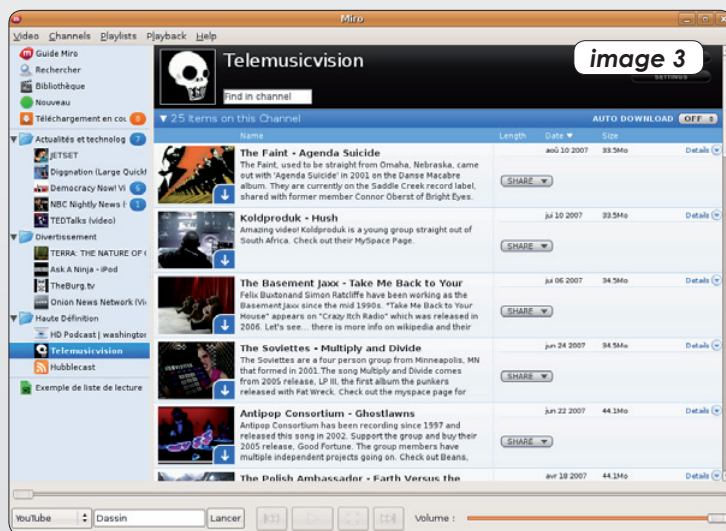 Miro
Video Channels Playlists Playback Help
Guide Miro
Rechercher
Bibliothèque
Nouveau
Téléchargement en cou 8
Actualités et technolog 7
JETSET
Diggnation (Large Quickt
Democracy Now! Vi 6
NBC Nightly News (- 1
TEDTalks (video)
Divertissement
TERRA: THE NATURE OF O
Ask A Ninja - iPod
TheBurg.tv
Onion News Network (Vi
Haute Définition
HD Podcast | washington
Telemusicvision
Hubblecast
Exemple de liste de lecture
Telemusicvision
Find in channel
image 3
SETTINGS
25 Items on this Channel
AUTO DOWNLOAD OFF
Name Length Date Size
The Faint - Agenda Suicide
The Faint, used to be straight from Omaha, Nebraska, came
out with 'Agenda Suicide' in 2001 on the Danse Macabre
album. They are currently on the Saddle Creek record label,
shared with former member Connor Oberst of Bright Eyes.
SHARE
aoû 10 2007 33.5Mo Details
Koldproduk - Hush
Amazing video! Koldproduk is a young group straight out of
South Africa. Check out their MySpace Page.
SHARE
jui 10 2007 33.5Mo Details
The Basement Jaxx - Take Me Back to Your
Felix Buxtonand Simon Ratcliffe have been working as the
Basement Jaxx since the mid 1990s. "Take Me Back to Your
House" appears on "Crazy Itch Radio" which was released in
2006. Let's see... there is more info on wikipedia and their
SHARE
jui 06 2007 34.5Mo Details
The Soviettes - Multiply and Divide
The Soviettes are a four person group from Minneapolis, MN
that formed in 2001.The song Multiply and Divide comes
from 2005 release, LP III, the first album the punkers
released with Fat Wreck. Check out the myspace page for
SHARE
jun 24 2007 34.5Mo Details
Antipop Consortium - Ghostlawns
Antipop Consortium has been recording since 1997 and
released this song in 2002. Support the group and buy their
2005 release, Good Fortune. The group members have
multiple independent projects going on. Check out Beans,
SHARE
jun 22 2007 44.1Mo Details
The Polish Ambassador - Earth Versus the
avr 18 2007 44.1Mo Details
YouTube Dassin Lancer Volume :